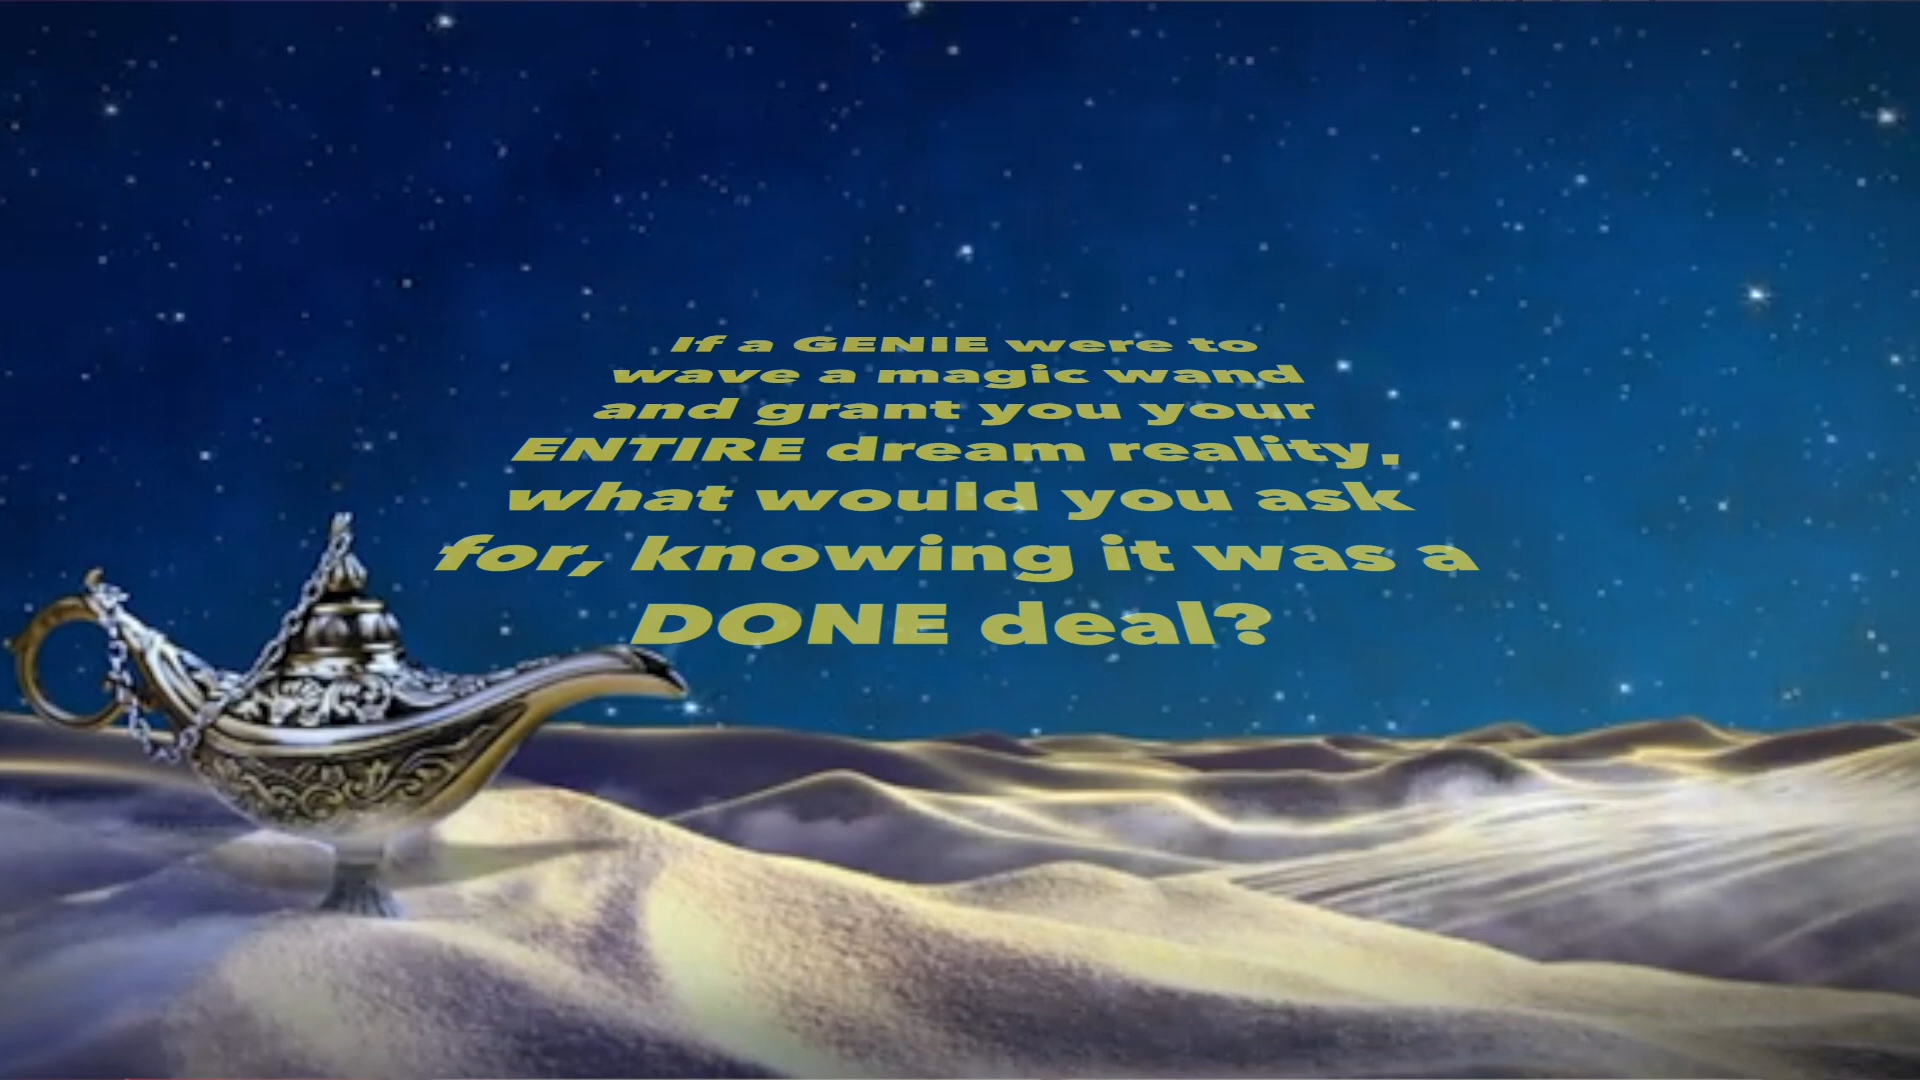 If a GENIE were to
wave a magic wand
and grant you your
ENTIRE dream reality.
what would you ask
for, knowing it was a
DONE deal?